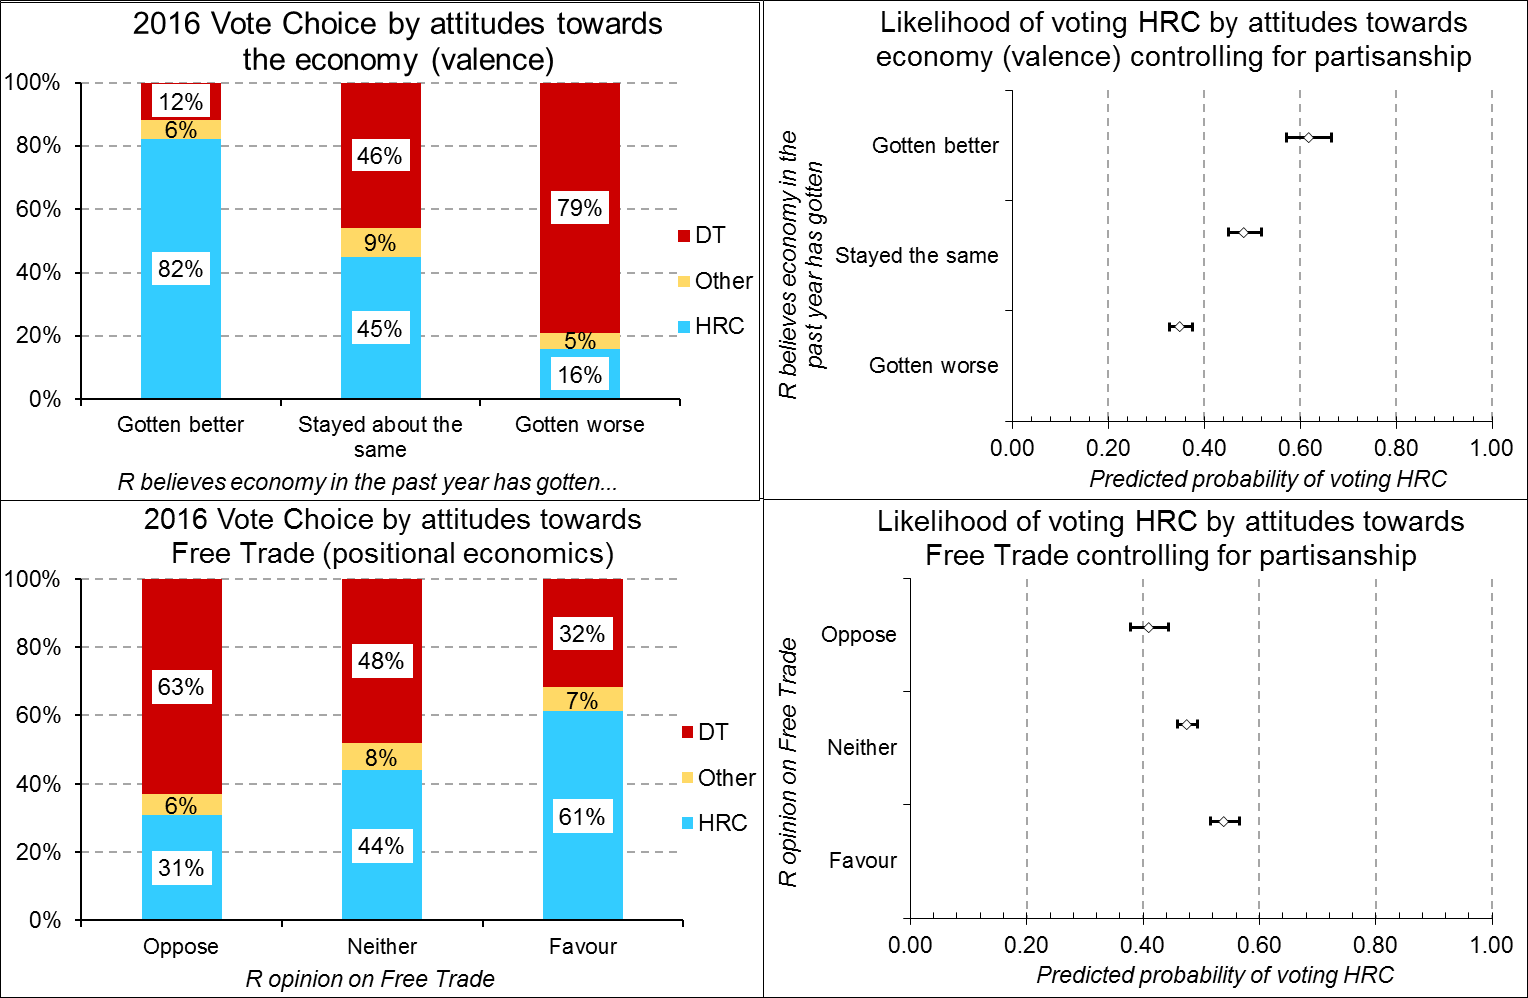 2016 Vote Choice by attitudes towards
the economy (valence)
100%
80%
60%
40%
20%
0%
12%
6%
82%
46%
9%
45%
79%
5%
16%
DT
Other
HRC
Gotten better
Stayed about the
same
Gotten worse
R believes economy in the past year has gotten...
Likelihood of voting HRC by attitudes towards
economy (valence) controlling for partisanship
R believes economy in the
past year has gotten
Gotten better
Stayed the same
Gotten worse
0.00 0.20 0.40 0.60 0.80 1.00
Predicted probability of voting HRC
2016 Vote Choice by attitudes towards
Free Trade (positional economics)
100%
80%
60%
40%
20%
0%
63%
6%
31%
48%
8%
44%
32%
7%
61%
DT
Other
HRC
Oppose
Neither
Favour
R opinion on Free Trade
Likelihood of voting HRC by attitudes towards
Free Trade controlling for partisanship
R opinion on Free Trade
Oppose
Neither
Favour
0.00 0.20 0.40 0.60 0.80 1.00
Predicted probability of voting HRC